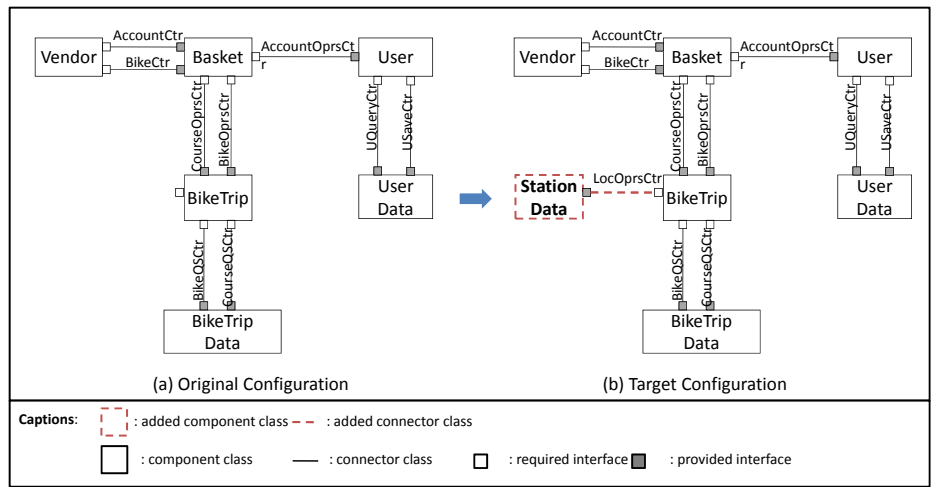 AccountCtr
Vendor
BikeCtr
Basket
AccountOprsCt
r
User
CourseOprsCtr
BikeOprsCtr
UQueryCtr
USaveCtr
BikeTrip
User
Data
BikeQSCtr
CourseQSCtr
BikeTrip
Data
(a) Original Configuration
AccountCtr
Vendor
BikeCtr
Basket
AccountOprsCt
r
User
CourseOprsCtr
BikeOprsCtr
UQueryCtr
USaveCtr
Station
Data
LocOprsCtr
BikeTrip
User
Data
BikeQSCtr
CourseQSCtr
BikeTrip
Data
(b) Target Configuration
Captions:
: added component class
: added connector class
: component class
: connector class
: required interface
: provided interface